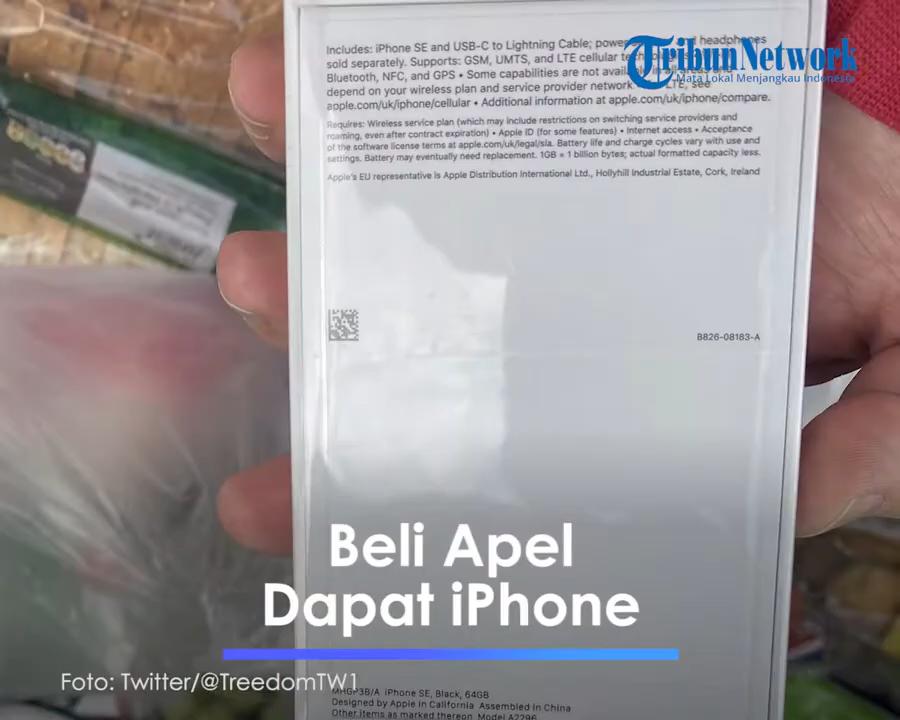 TribunNetwork
Mata Lokal Menjangkau Indonesia
Includes: iPhone SE and USB-C to Lightning Cable; headphones
sold separately. Supports: GSM, UMTS, and LTE cellular
Bluetooth, NFC, and GPS • Some capabilities are not
depend on your wireless plan and service provider network LTE, see
apple.com/uk/iphone/cellular • Additional information at apple.com/uk/iphone/compare.
Requires: Wireless service plan (which may include restrictions on switching service providers and
roaming, even after contract expiration) • Apple ID (for some features) • Internet access • Acceptance
of the software license terms at apple.com/uk/legal/sla. Battery life and charge cycles vary with use and
settings. Battery may eventually need replacement. 1GB = 1 billion bytes; actual formatted capacity less.
Apple's EU representative is Apple Distribution International Ltd., Hollyhill Industrial Estate, Cork, Ireland
B826-08183-A
Beli Apel
Dapat iPhone
Foto: Twitter/@TreedomTW1
iPhone SE, Black, 64GB
Designed by Apple in California Assembled in China
Other items as marked thereon Model A2296